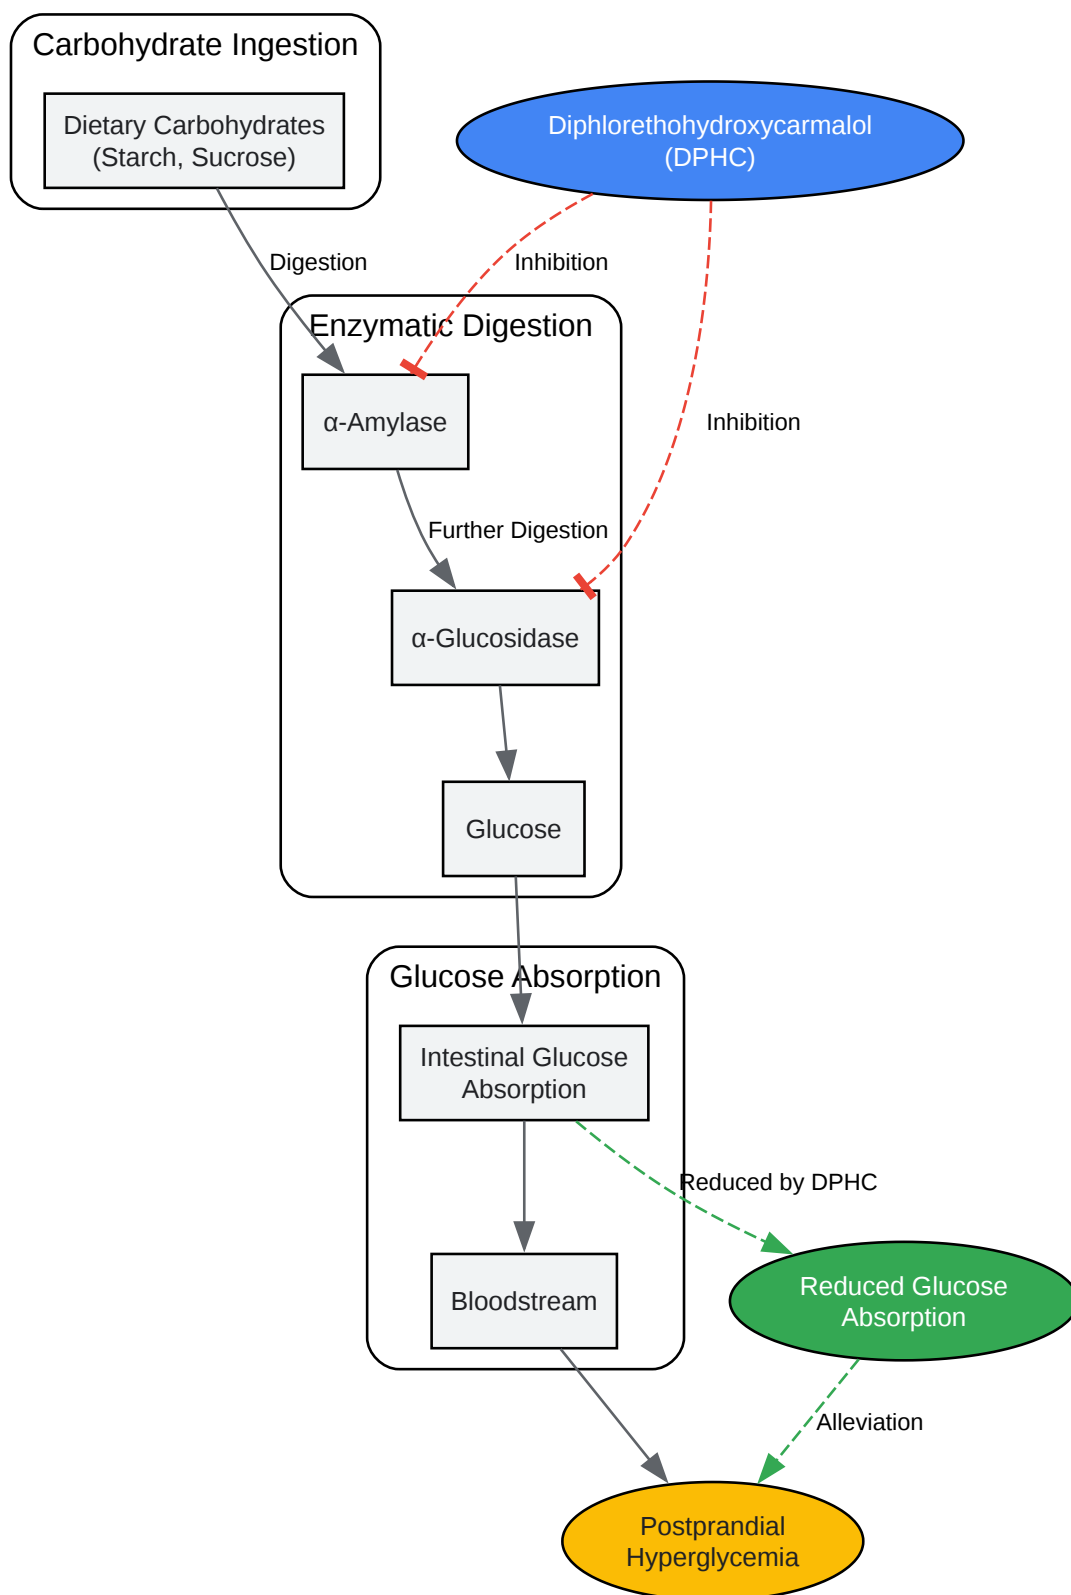 Carbohydrate Ingestion
Dietary Carbohydrates
(Starch, Sucrose)
Diphlorethohydroxycarmalol
(DPHC)
Digestion
Inhibition
Enzymatic Digestion
α-Amylase
Inhibition
Further Digestion
α-Glucosidase
Glucose
Glucose Absorption
Intestinal Glucose
Absorption
Reduced by DPHC
Bloodstream
Reduced Glucose
Absorption
Alleviation
Postprandial
Hyperglycemia